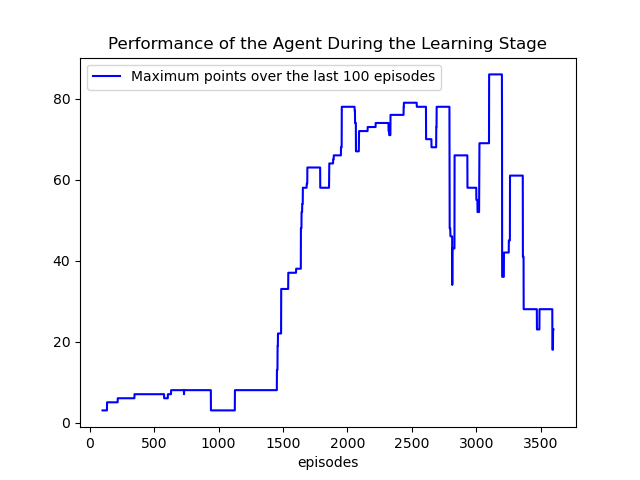 Performance of the Agent During the Learning Stage
Maximum points over the last 100 episodes
80
60
40
20
0
0 500 1000 1500 2000 2500 3000 3500
episodes